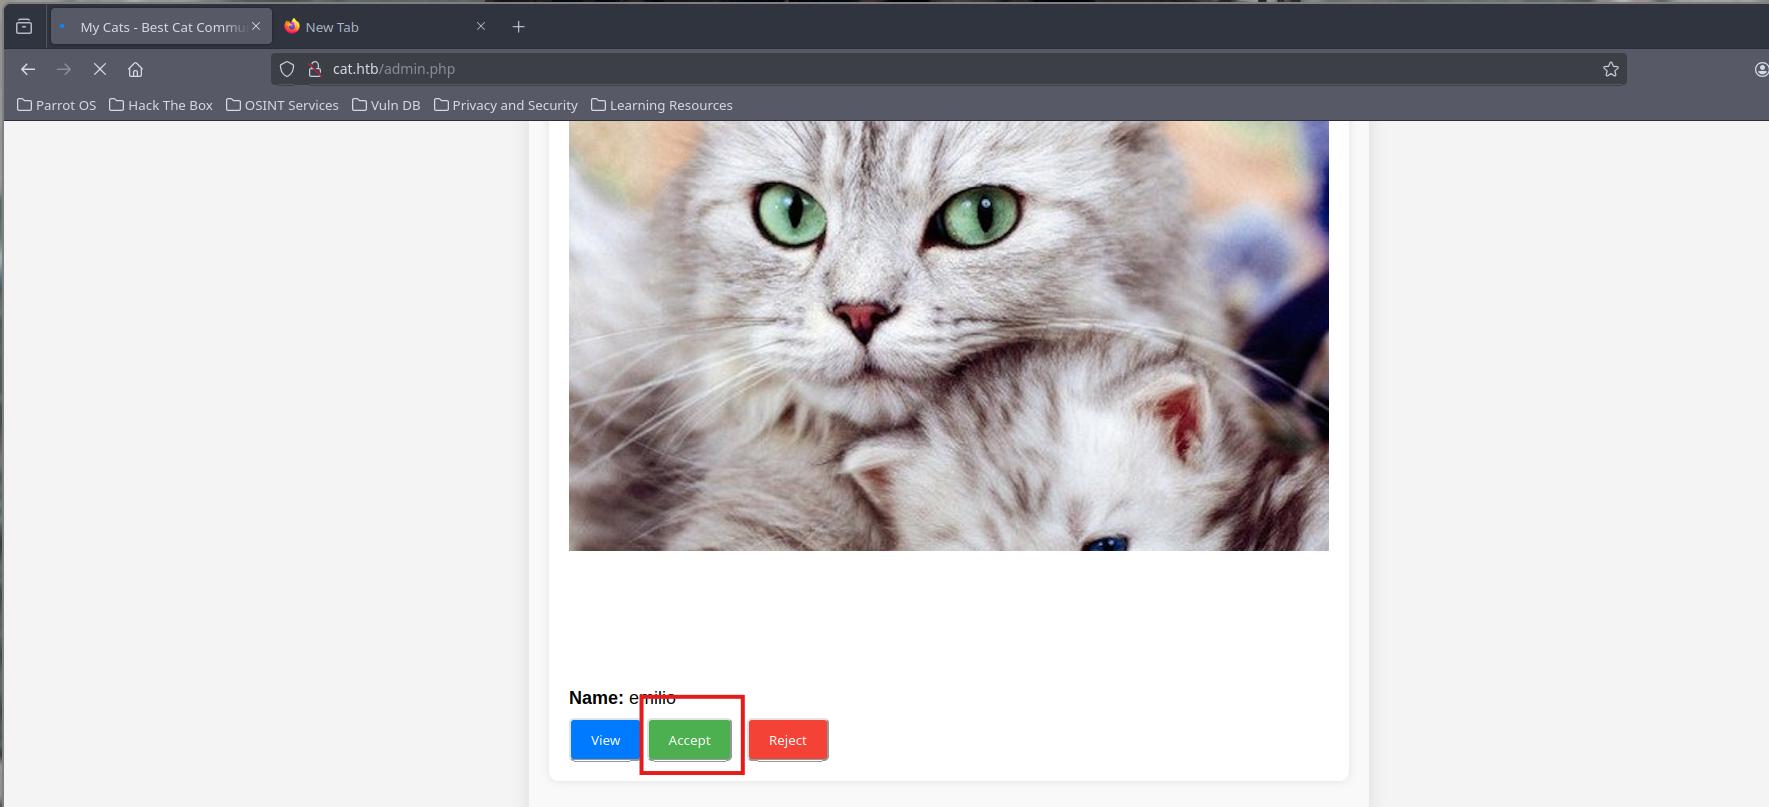 My Cats - Best Cat Commu
New Tab
cat.htb/admin.php
Parrot OS
Hack The Box
OSINT Services
Vuln DB
Privacy and Security
Learning Resources
Name: emilio
View
Accept
Reject